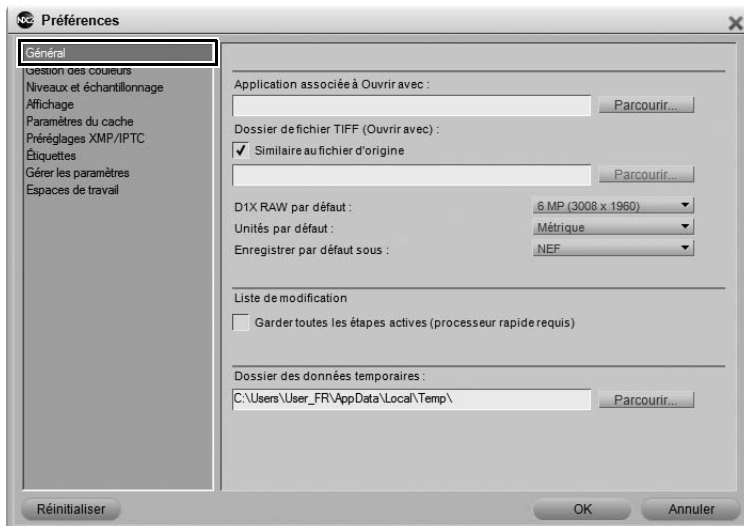 NX2 Préférences
Général
Gestion des couleurs
Niveaux et échantillonnage
Affichage
Paramètres du cache
Préréglages XMP/IPTC
Étiquettes
Gérer les paramètres
Espaces de travail
Application associée à Ouvrir avec :
Parcourir...
Dossier de fichier TIFF (Ouvrir avec) :
Similaire au fichier d'origine
Parcourir...
D1X RAW par défaut : 6 MP (3008 x 1960)
Unités par défaut : Métrique
Enregistrer par défaut sous : NEF
Liste de modification
Garder toutes les étapes actives (processeur rapide requis)
Dossier des données temporaires :
C:\Users\User_FR\AppData\Local\Temp\ Parcourir...
Réinitialiser OK Annuler